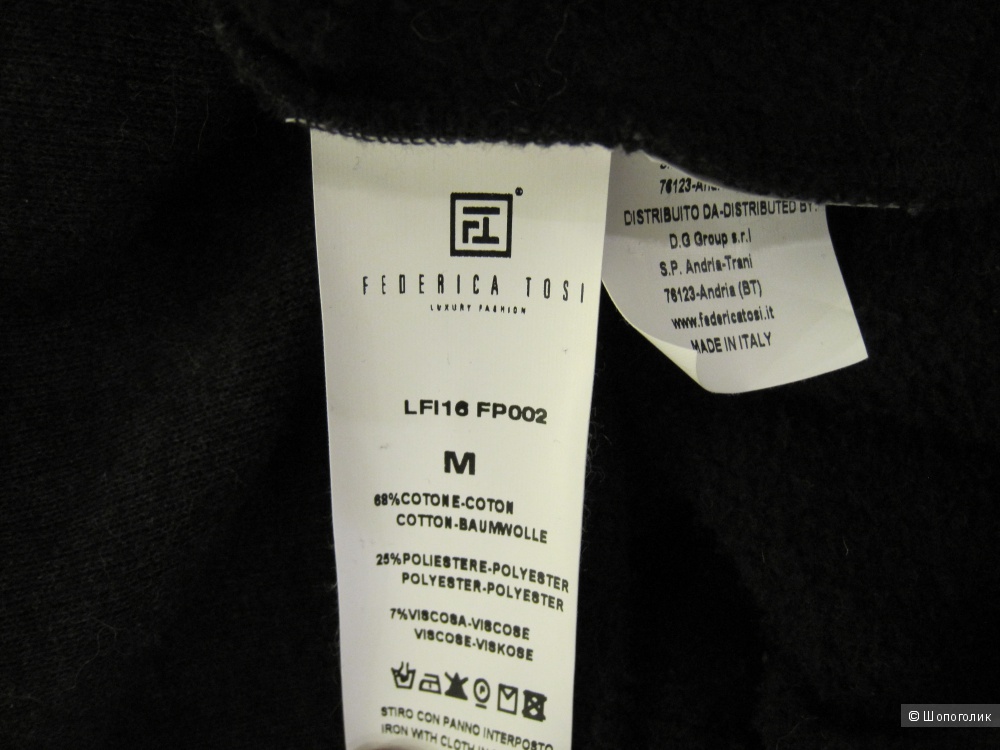 FEDERICA TOSI
LUXURY FASHION
LFI16 FP002
M
68%COTONE-COTON
COTTON-BAUMWOLLE
25%POLIESTERE-POLYESTER
POLYESTER-POLYESTER
7%VISCOSA-VISCOSE
VISCOSE-VISKOSE
STIRO CON PANNO INTERPOSTO
IRON WITH CLOTH
DISTRIBUITO DA-DISTRIBUTED BY:
D.G Group s.r.l
S.P. Andria-Trani
76123-Andria (BT)
www.federicatosi.it
MADE IN ITALY
© Шопоголик